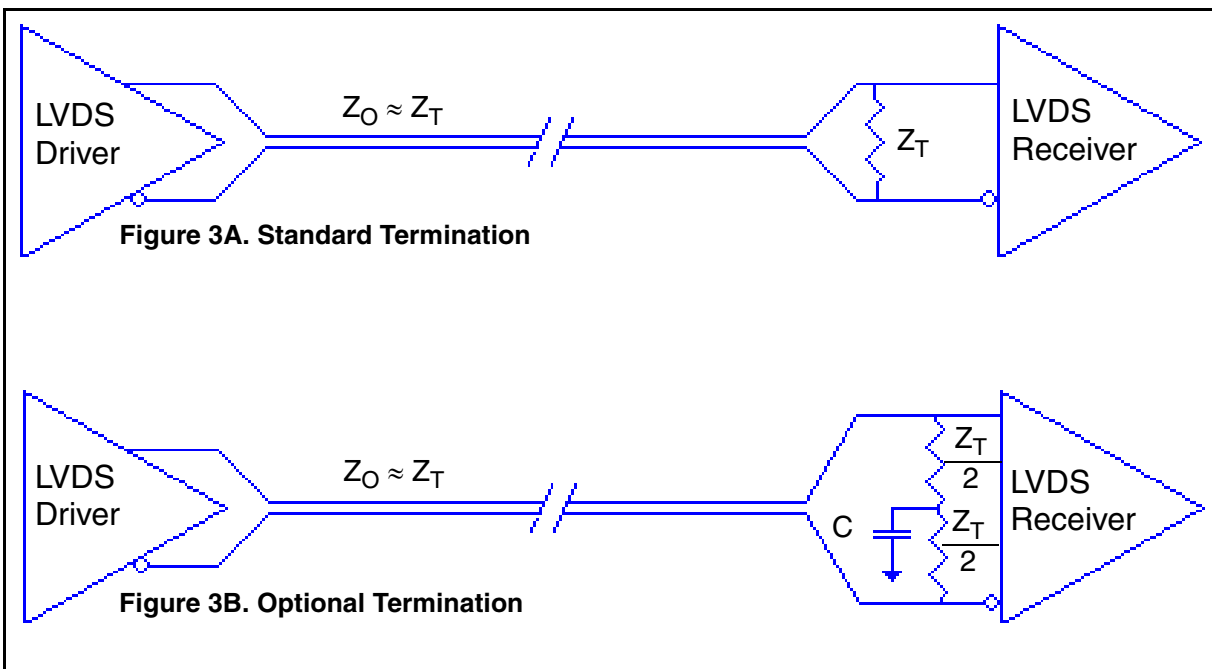 LVDS
Driver
Z_O ≈ Z_T
Z_T
LVDS
Receiver
Figure 3A. Standard Termination
LVDS
Driver
Z_O ≈ Z_T
C
Z_T
2
Z_T
2
LVDS
Receiver
Figure 3B. Optional Termination